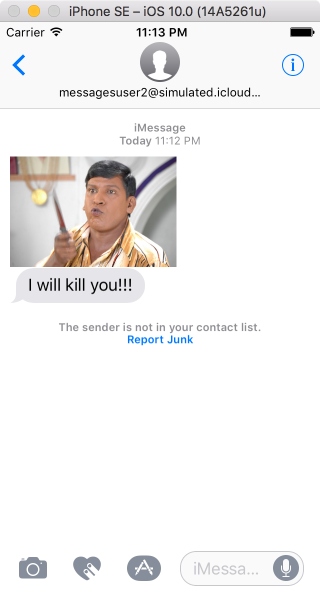 iPhone SE – iOS 10.0 (14A5261u)
Carrier 11:13 PM
messagesuser2@simulated.icloud...
iMessage
Today 11:12 PM
I will kill you!!!
The sender is not in your contact list.
Report Junk
iMessa...